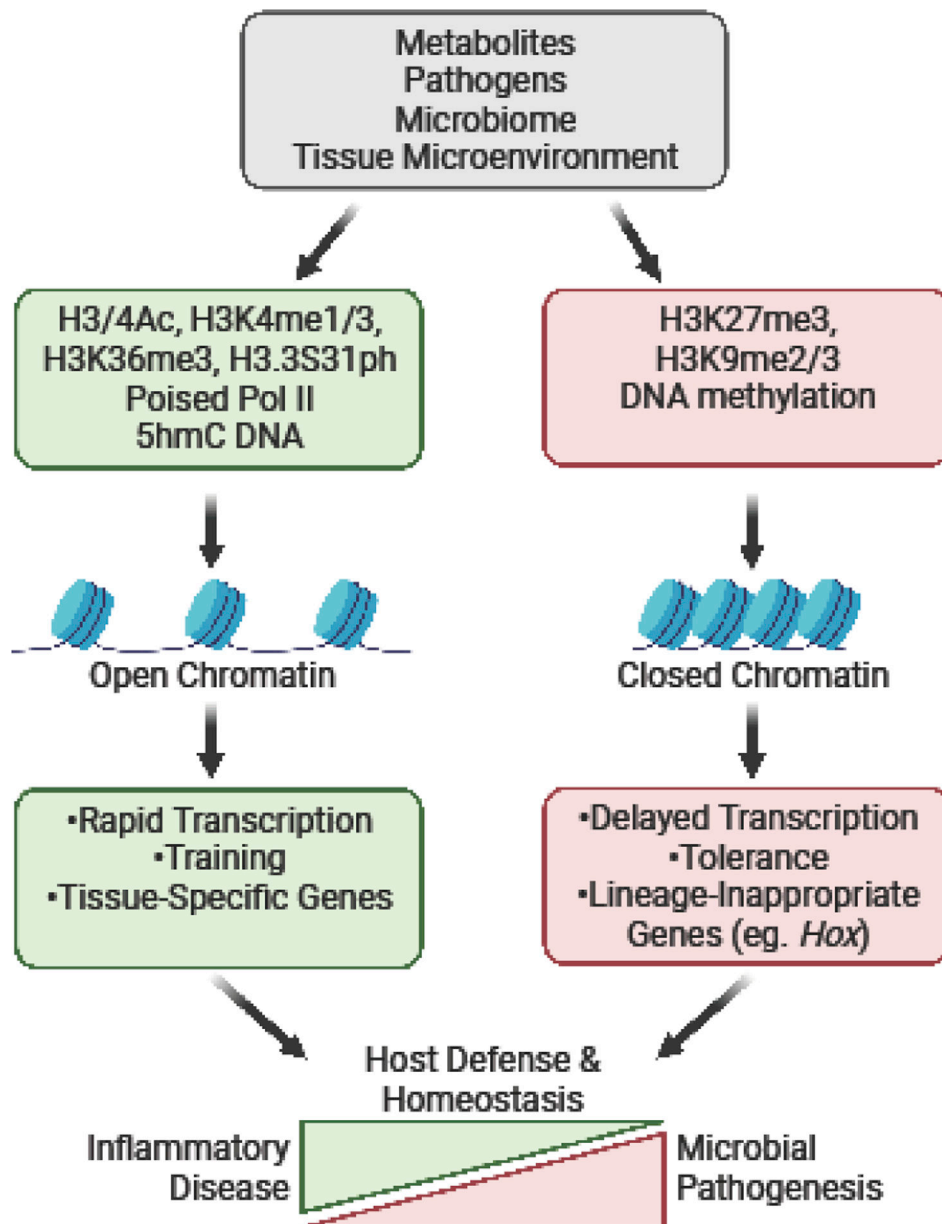 Metabolites
Pathogens
Microbiome
Tissue Microenvironment
H3/4Ac, H3K4me1/3,
H3K36me3, H3.3S31ph
Poised Pol II
5hmC DNA
H3K27me3,
H3K9me2/3
DNA methylation
Open Chromatin
Closed Chromatin
•Rapid Transcription
•Training
•Tissue-Specific Genes
•Delayed Transcription
•Tolerance
•Lineage-Inappropriate
Genes (eg. Hox)
Host Defense &
Homeostasis
Inflammatory
Disease
Microbial
Pathogenesis